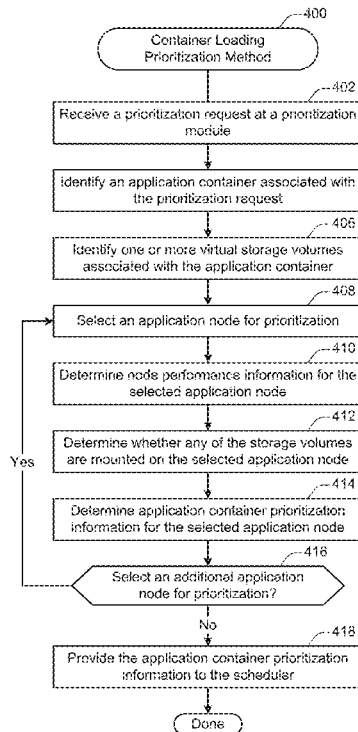 400
Container Loading
Prioritization Method
402
Receive a prioritization request at a prioritization
module
Identify an application container associated with
the prioritization request
406
Identify one or more virtual storage volumes
associated with the application container
408
Select an application node for prioritization
410
Determine node performance information for the
selected application node
412
Determine whether any of the storage volumes
are mounted on the selected application node
Yes
414
Determine application container prioritization
information for the selected application node
416
Select an additional application
node for prioritization?
No
418
Provide the application container prioritization
information to the scheduler
Done